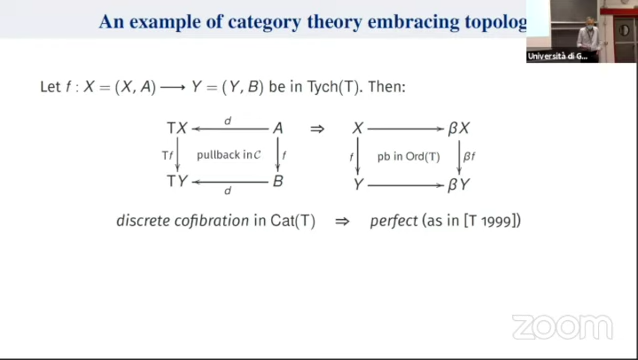 An example of category theory embracing topolog
Università di G...
Let f : X = (X, A) ⟶ Y = (Y, B) be in Tych(T). Then:
TX d A ⇒ X βX
Tf pullback in C f f pb in Ord(T) βf
TY d B Y βY
discrete cofibration in Cat(T) ⇒ perfect (as in [T 1999])
zoom